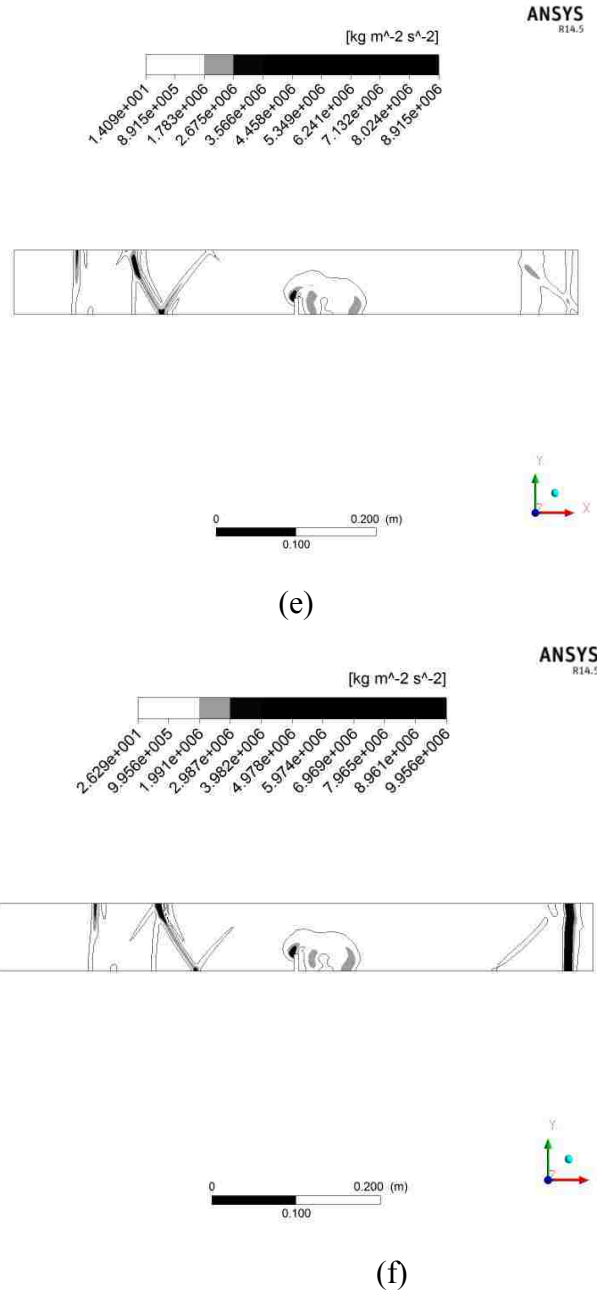 ANSYS
R14.5
[kg m^-2 s^-2]
1.409e+001
8.915e+005
1.783e+006
2.675e+006
3.566e+006
4.458e+006
5.349e+006
6.241e+006
7.132e+006
8.024e+006
8.915e+006
Y
Z
X
0 0.200 (m)
0.100
(e)
ANSYS
R14.5
[kg m^-2 s^-2]
2.629e+001
9.956e+005
1.991e+006
2.987e+006
3.982e+006
4.978e+006
5.974e+006
6.969e+006
7.965e+006
8.961e+006
9.956e+006
Y
Z
0 0.200 (m)
0.100
(f)